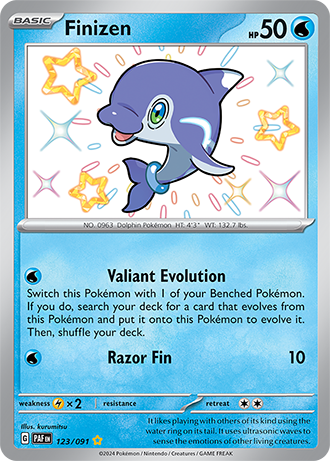 BASIC Finizen HP 50
NO. 0963 Dolphin Pokémon HT: 4'3" WT: 132.7 lbs.
Valiant Evolution
Switch this Pokémon with 1 of your Benched Pokémon.
If you do, search your deck for a card that evolves from
this Pokémon and put it onto this Pokémon to evolve it.
Then, shuffle your deck.
Razor Fin 10
weakness ×2 resistance retreat
Illus. kurumitsu
G PAF EN 123/091
It likes playing with others of its kind using the
water ring on its tail. It uses ultrasonic waves to
sense the emotions of other living creatures.
©2024 Pokémon / Nintendo / Creatures / GAME FREAK